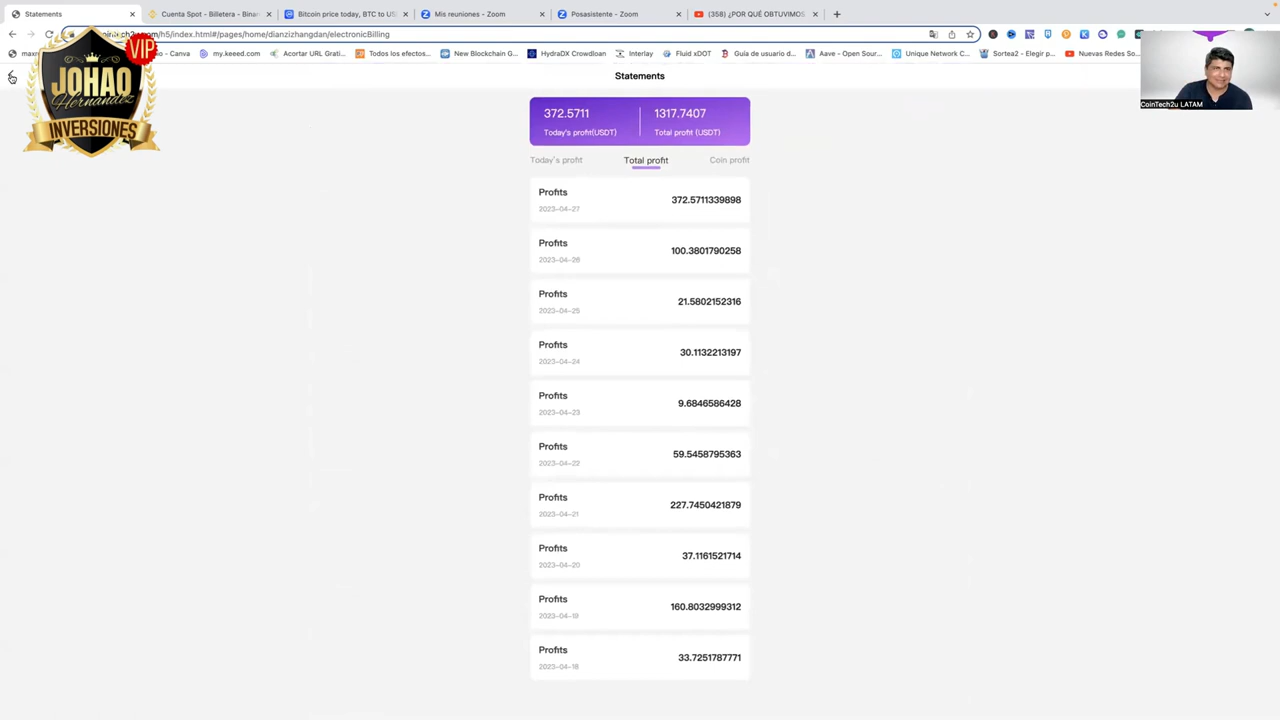 Statements
Cuenta Spot - Billetera - Binan
Bitcoin price today, BTC to US
Mis reuniones - Zoom
Posasistente - Zoom
(358) ¿POR QUÉ OBTUVIMOS
/h5/index.html#/pages/home/dianzizhangdan/electronicBilling
- Canva
my.keeed.com
Acortar URL Grati...
Todos los efectos...
New Blockchain G...
HydraDX Crowdloan
Interlay
Fluid xDOT
Guía de usuario d...
Aave – Open Sour...
Unique Network C...
Sortea2 - Elegir p...
Nuevas Redes So...
VIP
JOHAO
Hernandez
INVERSIONES
CoinTech2u LATAM
Statements
372.5711
1317.7407
Today's profit(USDT)
Total profit (USDT)
Today's profit
Total profit
Coin profit
Profits
372.5711339898
2023-04-27
Profits
100.3801790258
2023-04-26
Profits
21.5802152316
2023-04-25
Profits
30.1132213197
2023-04-24
Profits
9.6846586428
2023-04-23
Profits
59.5458795363
2023-04-22
Profits
227.7450421879
2023-04-21
Profits
37.1161521714
2023-04-20
Profits
160.8032999312
2023-04-19
Profits
33.7251787771
2023-04-18